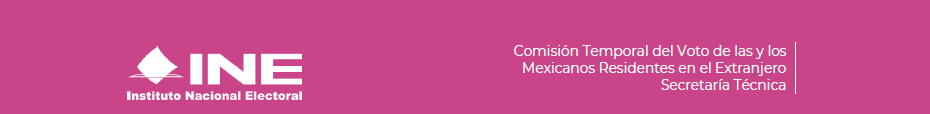 INE
Instituto Nacional Electoral
Comisión Temporal del Voto de las y los
Mexicanos Residentes en el Extranjero
Secretaría Técnica